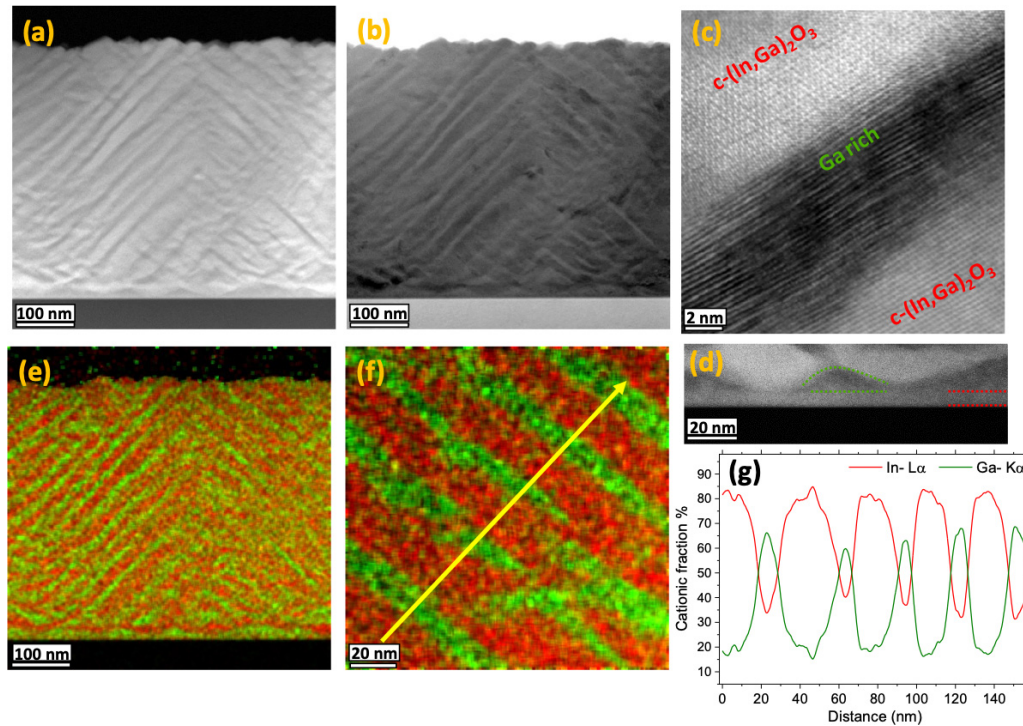 (a)
100 nm
(b)
100 nm
(c)
c-(In,Ga)₂O₃
Ga rich
c-(In,Ga)₂O₃
2 nm
(d)
20 nm
(e)
100 nm
(f)
20 nm
(g)
In- Lα
Ga- Kα
Cationic fraction %
90
80
70
60
50
40
30
20
10
0 20 40 60 80 100 120 140
Distance (nm)